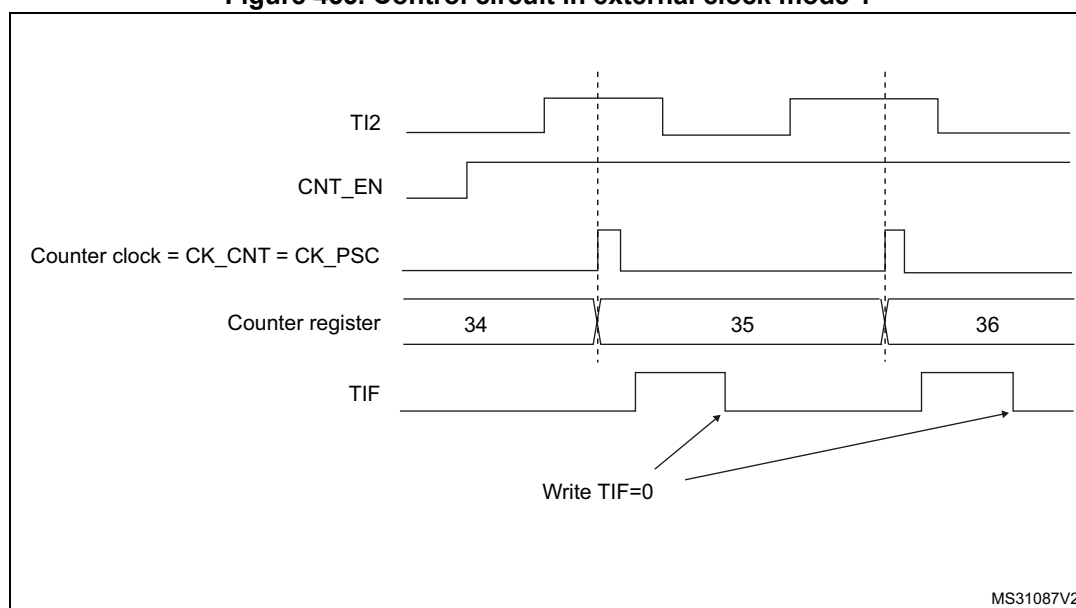 Figure Control circuit in external clock mode 1
TI2
CNT_EN
Counter clock = CK_CNT = CK_PSC
Counter register 34 35 36
TIF
Write TIF=0
MS31087V2